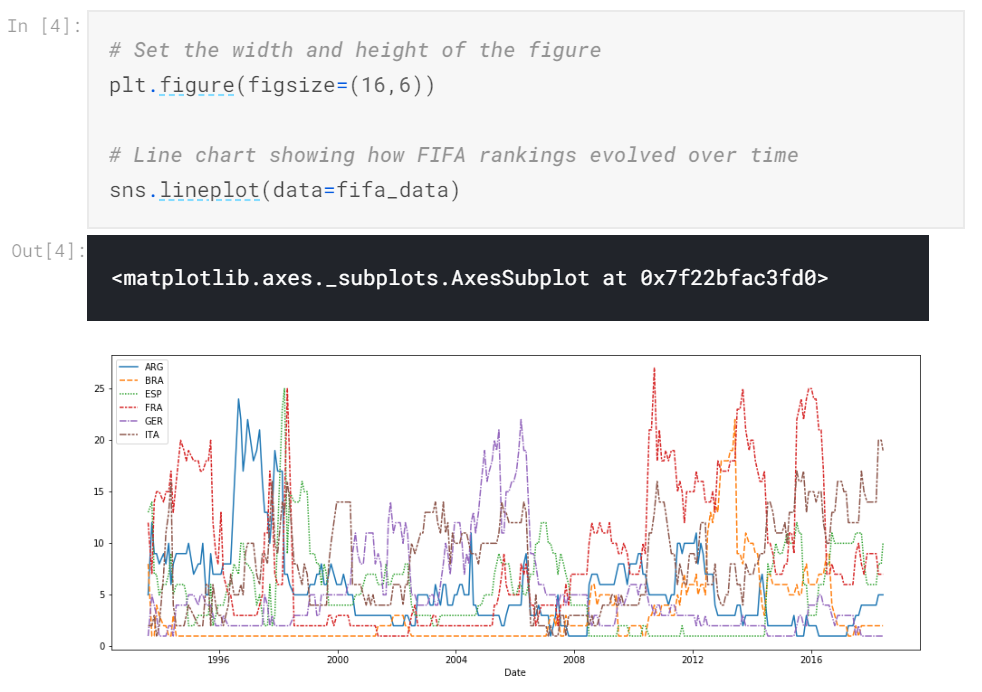 In [4]:
# Set the width and height of the figure
plt.figure(figsize=(16,6))
# Line chart showing how FIFA rankings evolved over time
sns.lineplot(data=fifa_data)
Out[4]:
<matplotlib.axes._subplots.AxesSubplot at 0x7f22bfac3fd0>
ARG
BRA
ESP
FRA
GER
ITA
25
20
15
10
5
0
1996 2000 2004 2008 2012 2016
Date